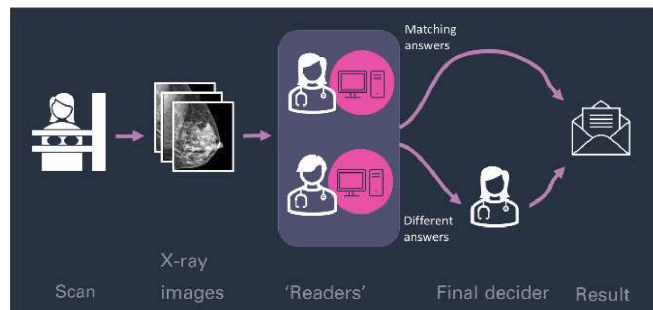 Matching
answers
Different
answers
Scan
X-ray
images
'Readers'
Final decider
Result